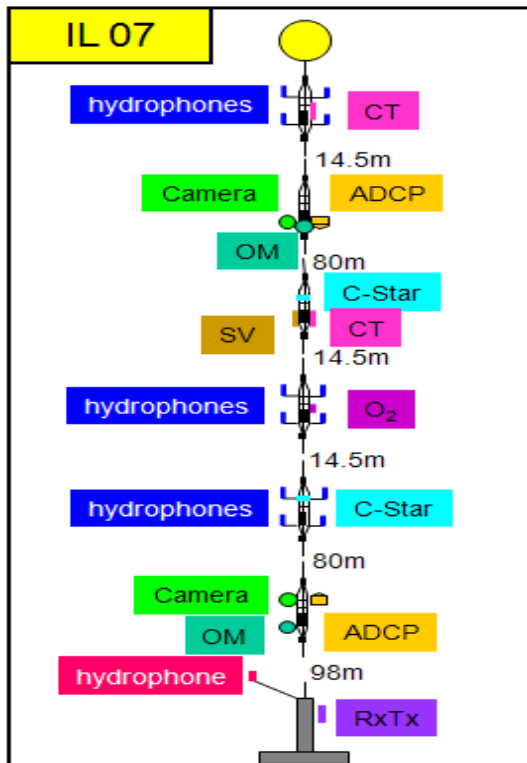 IL 07
hydrophones
CT
14.5m
Camera
ADCP
OM
80m
C-Star
SV
CT
14.5m
hydrophones
O₂
14.5m
hydrophones
C-Star
80m
Camera
OM
ADCP
hydrophone
98m
RxTx